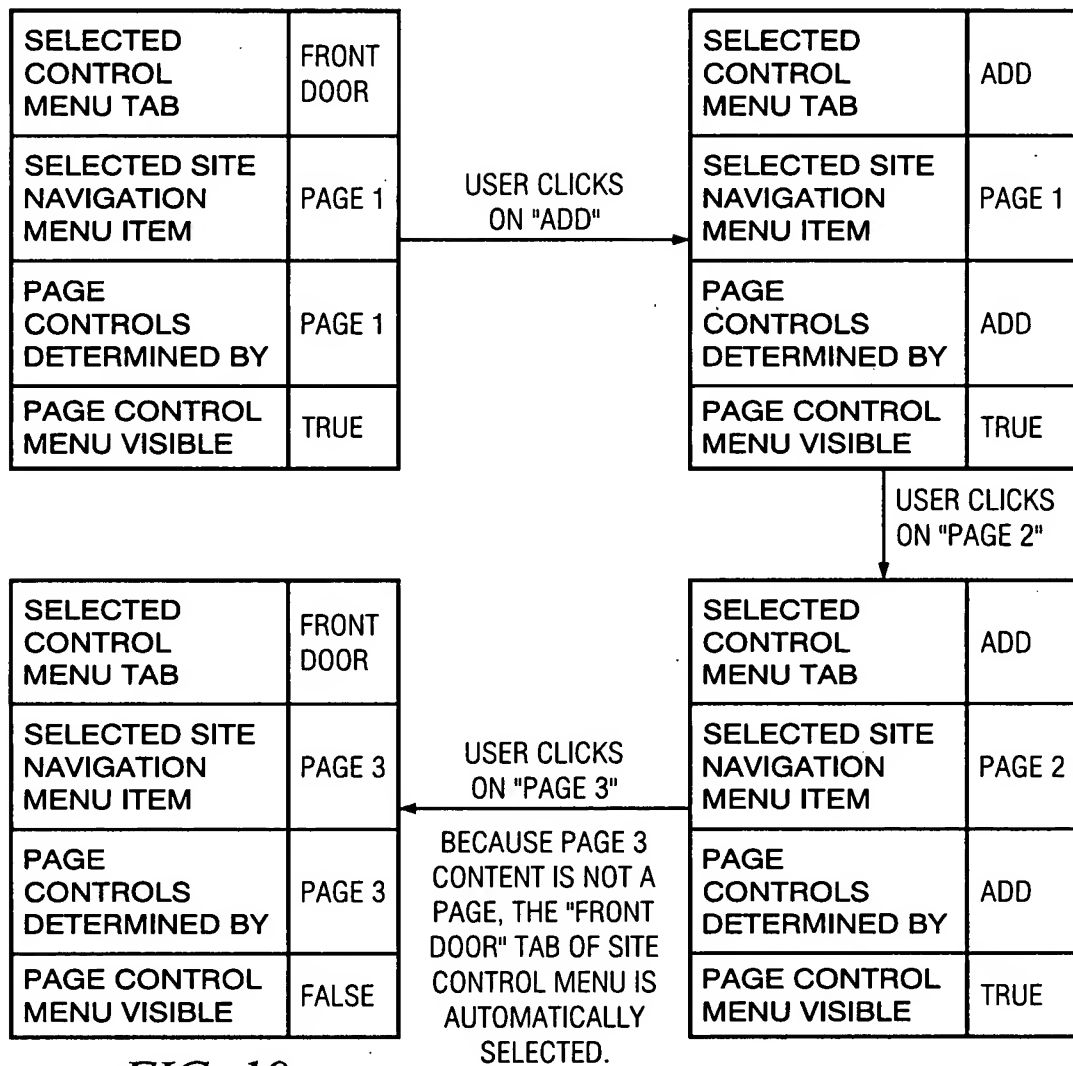 SELECTED
CONTROL
MENU TAB
FRONT
DOOR
SELECTED SITE
NAVIGATION
MENU ITEM
PAGE 1
PAGE
CONTROLS
DETERMINED BY
PAGE 1
PAGE CONTROL
MENU VISIBLE
TRUE
USER CLICKS
ON "ADD"
SELECTED
CONTROL
MENU TAB
ADD
SELECTED SITE
NAVIGATION
MENU ITEM
PAGE 1
PAGE
CONTROLS
DETERMINED BY
ADD
PAGE CONTROL
MENU VISIBLE
TRUE
USER CLICKS
ON "PAGE 2"
SELECTED
CONTROL
MENU TAB
ADD
SELECTED SITE
NAVIGATION
MENU ITEM
PAGE 2
PAGE
CONTROLS
DETERMINED BY
ADD
PAGE CONTROL
MENU VISIBLE
TRUE
USER CLICKS
ON "PAGE 3"
BECAUSE PAGE 3
CONTENT IS NOT A
PAGE, THE "FRONT
DOOR" TAB OF SITE
CONTROL MENU IS
AUTOMATICALLY
SELECTED.
SELECTED
CONTROL
MENU TAB
FRONT
DOOR
SELECTED SITE
NAVIGATION
MENU ITEM
PAGE 3
PAGE
CONTROLS
DETERMINED BY
PAGE 3
PAGE CONTROL
MENU VISIBLE
FALSE